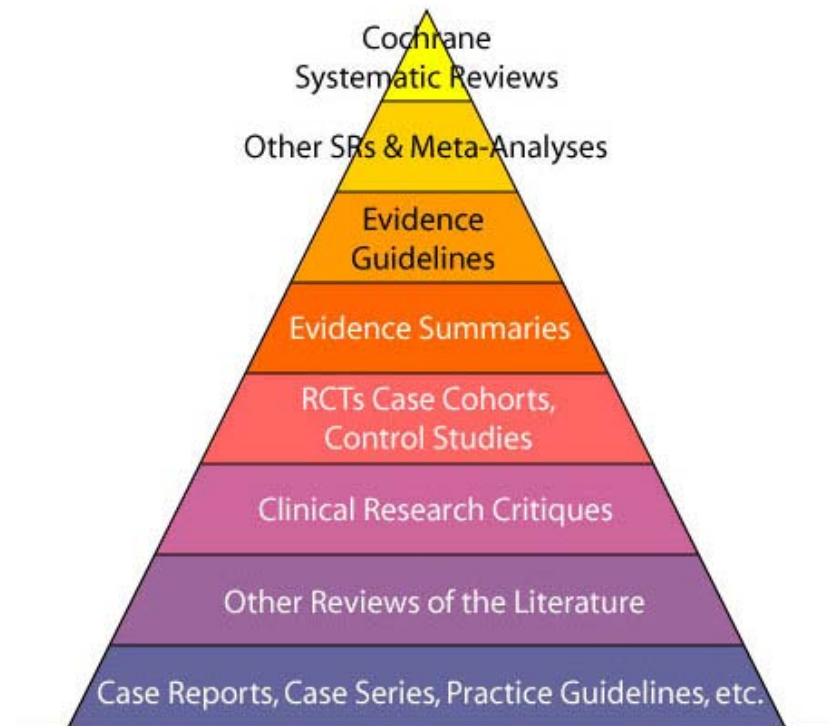 Cochrane
Systematic Reviews
Other SRs & Meta-Analyses
Evidence
Guidelines
Evidence Summaries
RCTs Case Cohorts,
Control Studies
Clinical Research Critiques
Other Reviews of the Literature
Case Reports, Case Series, Practice Guidelines, etc.